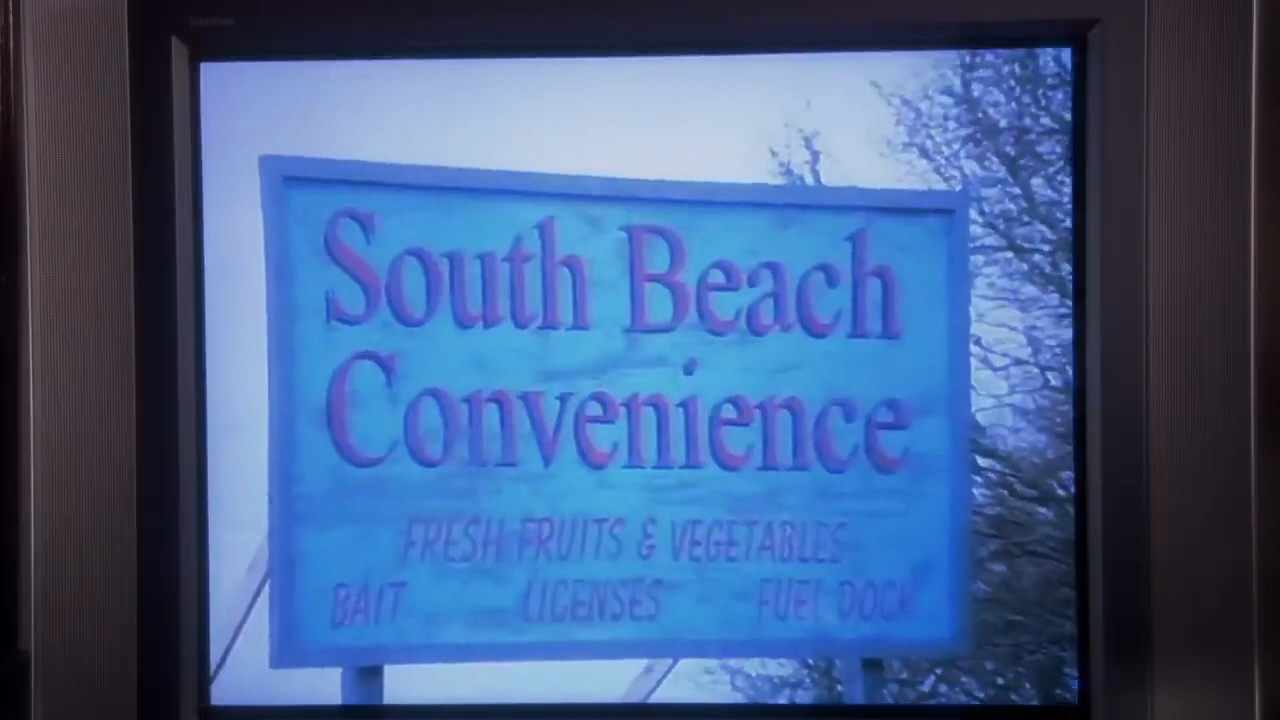 South Beach
Convenience
FRESH FRUITS & VEGETABLES
BAIT LICENSES FUEL DOCK